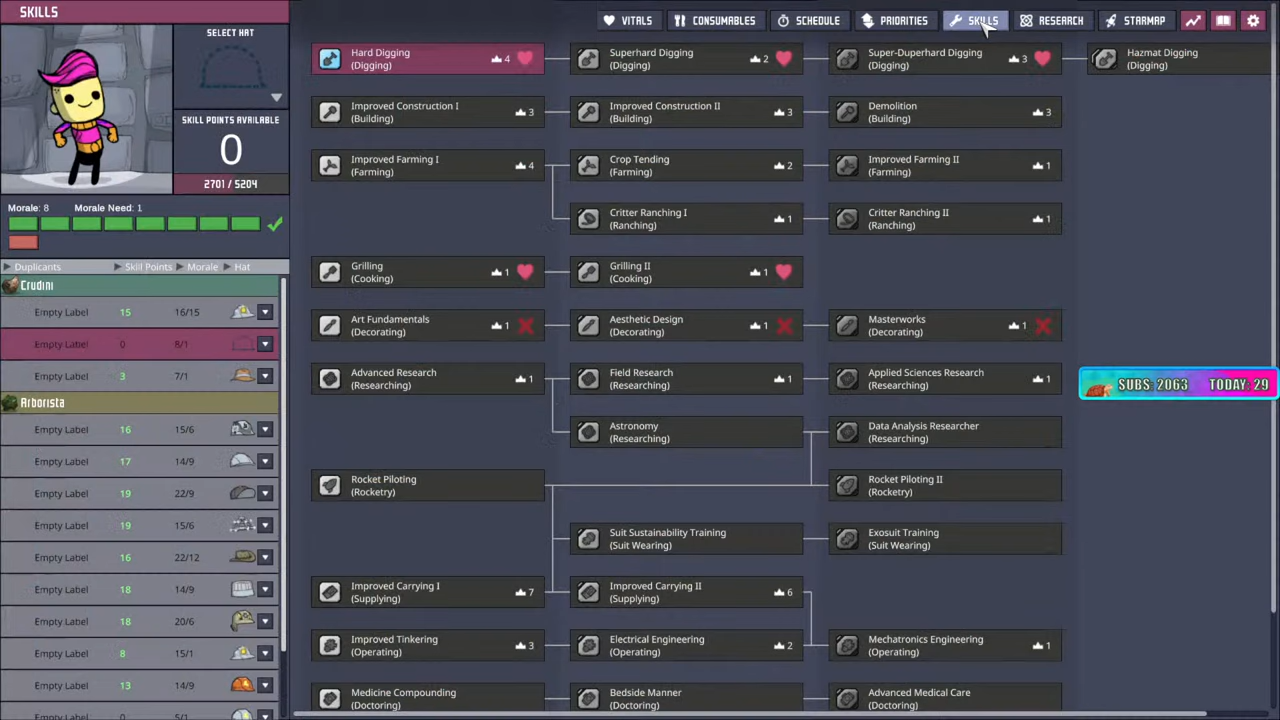 SKILLS
VITALS
CONSUMABLES
SCHEDULE
PRIORITIES
SKILLS
RESEARCH
STARMAP
SELECT HAT
SKILL POINTS AVAILABLE
0
2701 / 5204
Morale: 8
Morale Need: 1
Duplicants
Skill Points
Morale
Hat
Crudini
Empty Label 15 16/15
Empty Label 0 8/1
Empty Label 3 7/1
Arborista
Empty Label 16 15/6
Empty Label 17 14/9
Empty Label 19 22/9
Empty Label 19 15/6
Empty Label 16 22/12
Empty Label 18 14/9
Empty Label 18 20/6
Empty Label 8 15/1
Empty Label 13 14/9
Empty Label 0 5/1
Hard Digging
(Digging)
4
Superhard Digging
(Digging)
2
Super-Duperhard Digging
(Digging)
3
Hazmat Digging
(Digging)
Improved Construction I
(Building)
3
Improved Construction II
(Building)
3
Demolition
(Building)
3
Improved Farming I
(Farming)
4
Crop Tending
(Farming)
2
Improved Farming II
(Farming)
1
Critter Ranching I
(Ranching)
1
Critter Ranching II
(Ranching)
1
Grilling
(Cooking)
1
Grilling II
(Cooking)
1
Art Fundamentals
(Decorating)
1
Aesthetic Design
(Decorating)
1
Masterworks
(Decorating)
1
Advanced Research
(Researching)
1
Field Research
(Researching)
1
Applied Sciences Research
(Researching)
1
SUBS: 2063 TODAY: 29
Astronomy
(Researching)
Data Analysis Researcher
(Researching)
Rocket Piloting
(Rocketry)
Rocket Piloting II
(Rocketry)
Suit Sustainability Training
(Suit Wearing)
Exosuit Training
(Suit Wearing)
Improved Carrying I
(Supplying)
7
Improved Carrying II
(Supplying)
6
Improved Tinkering
(Operating)
3
Electrical Engineering
(Operating)
2
Mechatronics Engineering
(Operating)
1
Medicine Compounding
(Doctoring)
Bedside Manner
(Doctoring)
Advanced Medical Care
(Doctoring)